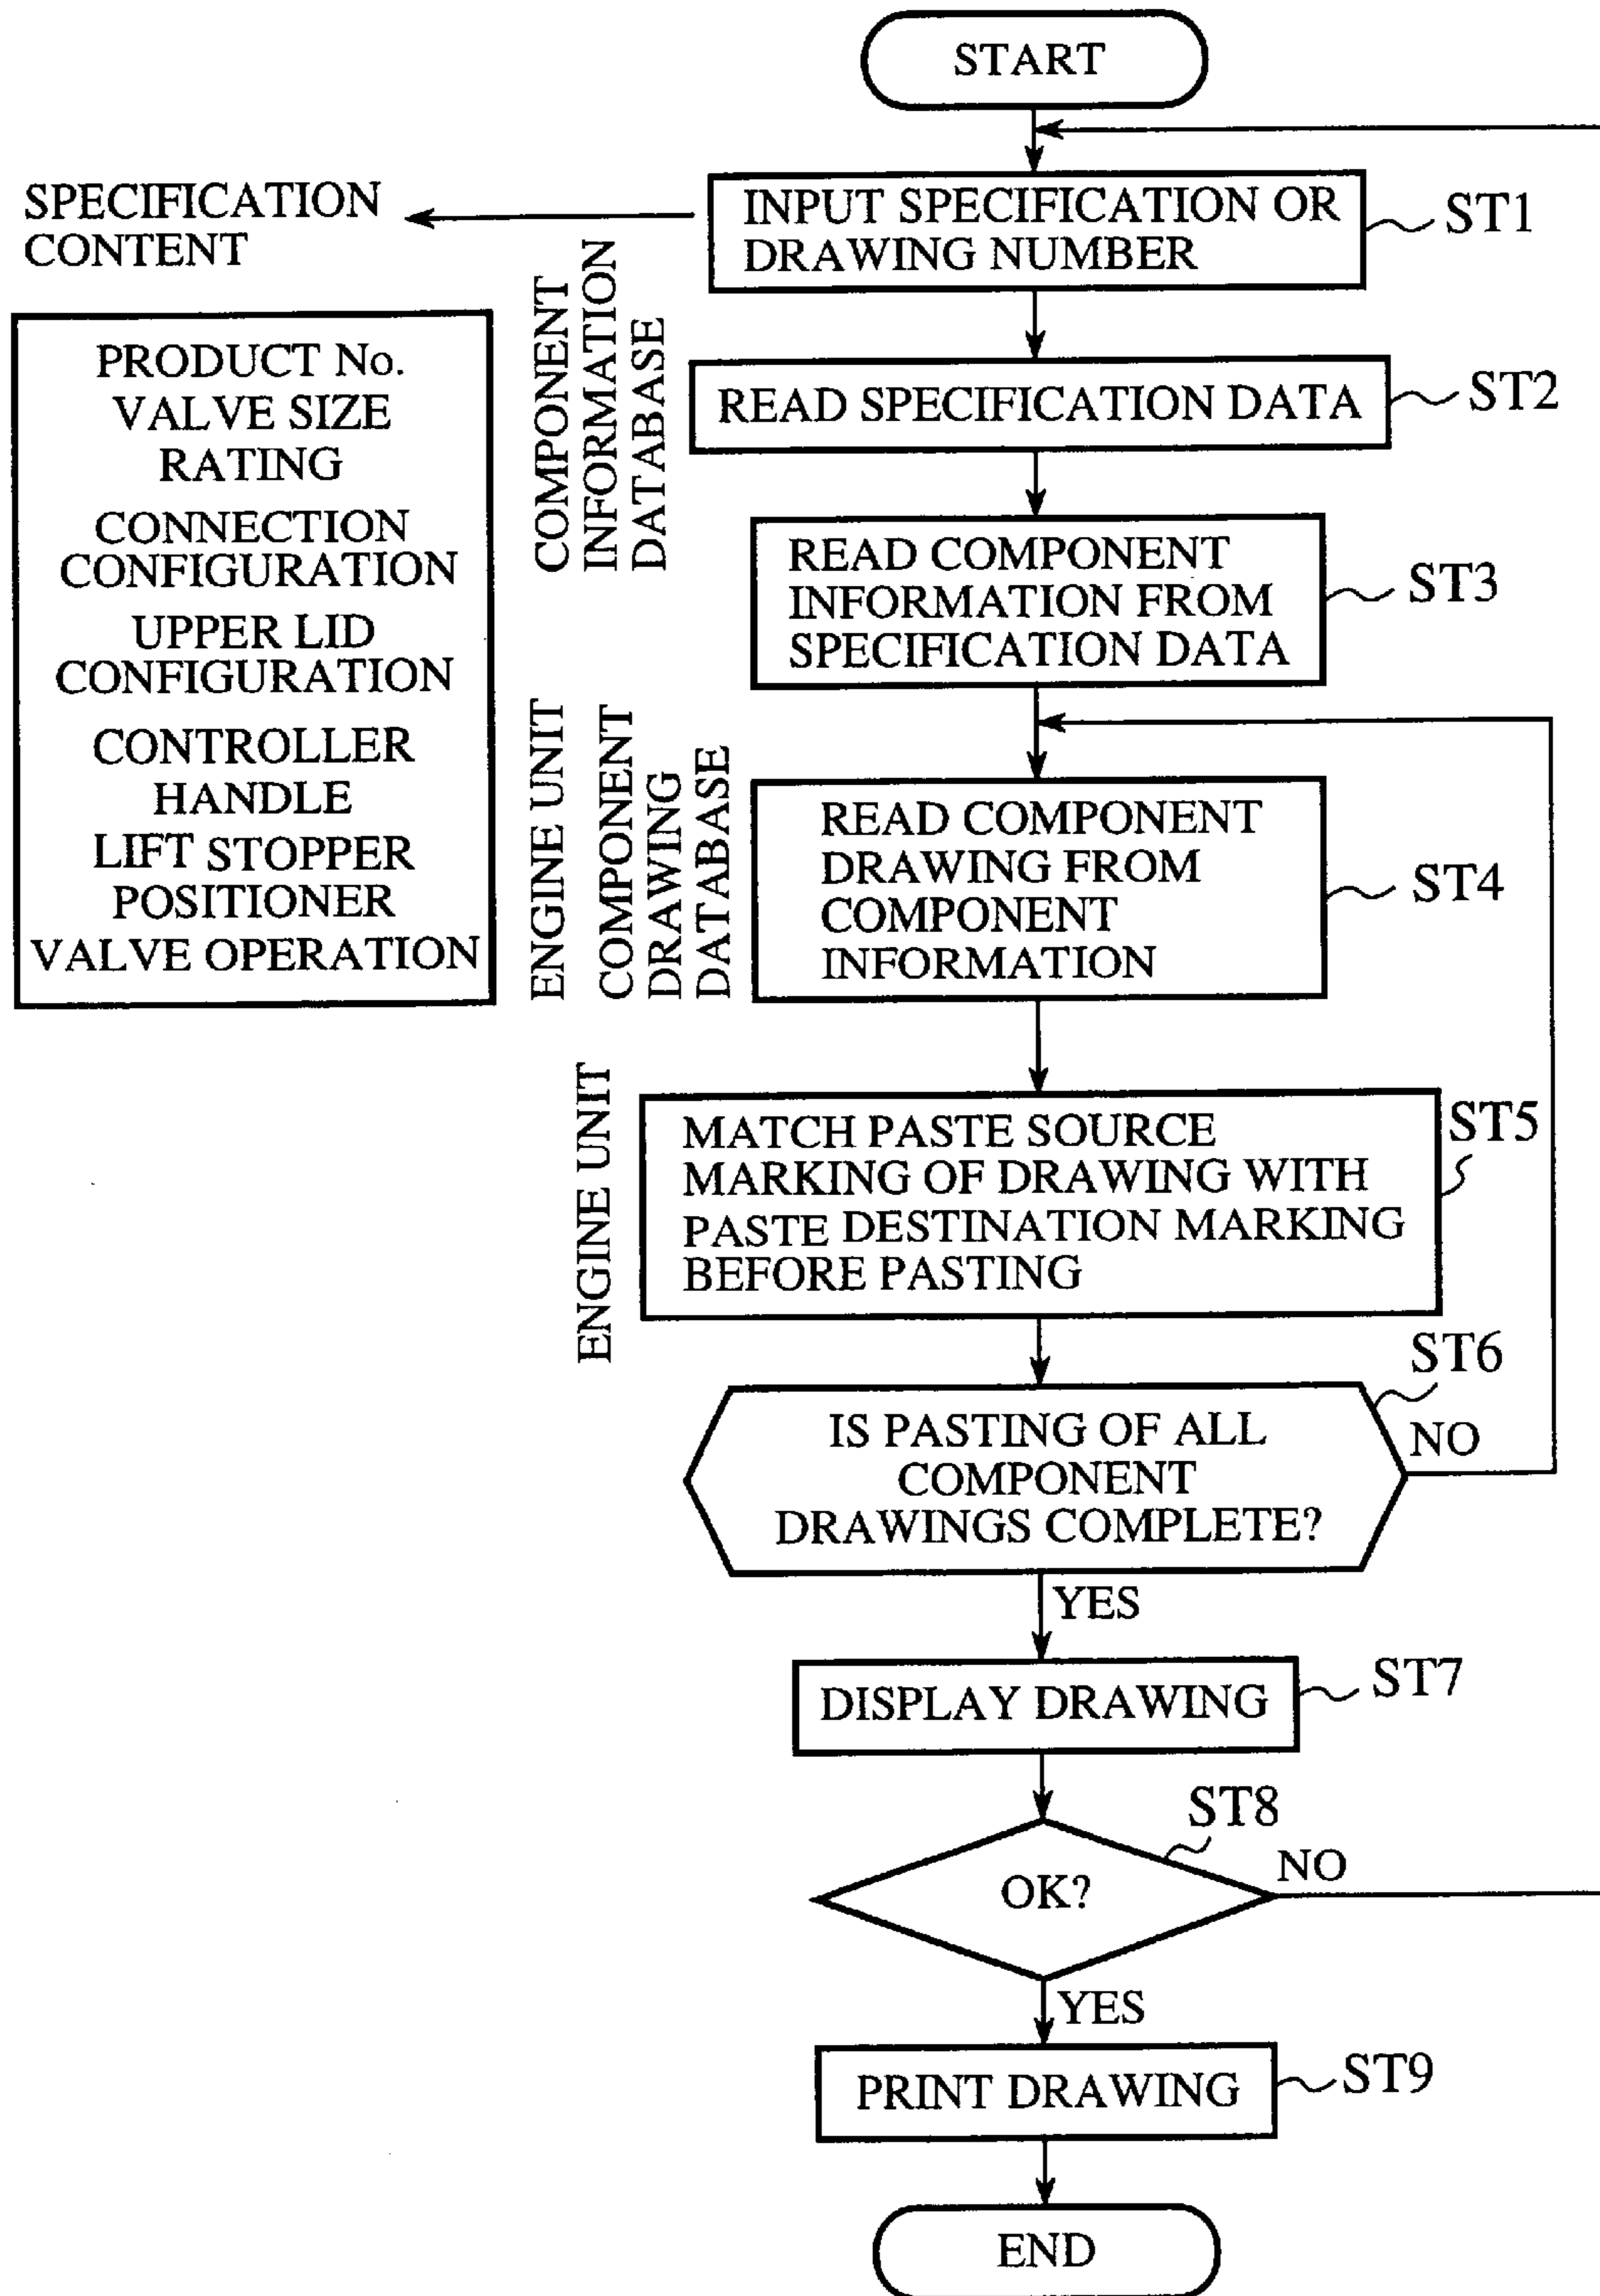 START
SPECIFICATION
CONTENT
INPUT SPECIFICATION OR
DRAWING NUMBER
ST1
PRODUCT No.
VALVE SIZE
RATING
CONNECTION
CONFIGURATION
UPPER LID
CONFIGURATION
CONTROLLER
HANDLE
LIFT STOPPER
POSITIONER
VALVE OPERATION
COMPONENT
INFORMATION
DATABASE
READ SPECIFICATION DATA
ST2
READ COMPONENT
INFORMATION FROM
SPECIFICATION DATA
ST3
ENGINE UNIT
COMPONENT
DRAWING
DATABASE
READ COMPONENT
DRAWING FROM
COMPONENT
INFORMATION
ST4
ENGINE UNIT
MATCH PASTE SOURCE
MARKING OF DRAWING WITH
PASTE DESTINATION MARKING
BEFORE PASTING
ST5
IS PASTING OF ALL
COMPONENT
DRAWINGS COMPLETE?
ST6
NO
YES
DISPLAY DRAWING
ST7
OK?
ST8
NO
YES
PRINT DRAWING
ST9
END